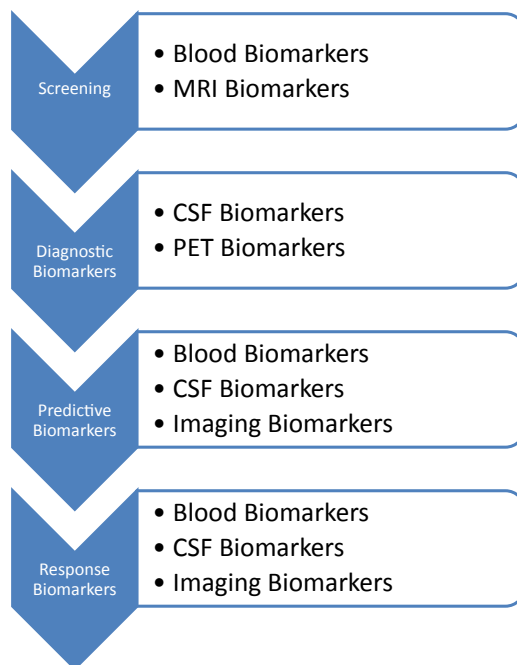 Screening
• Blood Biomarkers
• MRI Biomarkers
Diagnostic
Biomarkers
• CSF Biomarkers
• PET Biomarkers
Predictive
Biomarkers
• Blood Biomarkers
• CSF Biomarkers
• Imaging Biomarkers
Response
Biomarkers
• Blood Biomarkers
• CSF Biomarkers
• Imaging Biomarkers